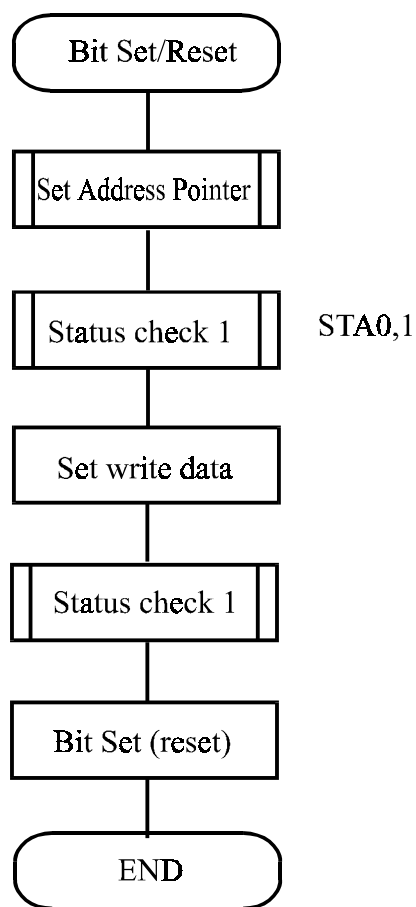 Bit Set/Reset
Set Address Pointer
Status check 1
STA0,1
Set write data
Status check 1
Bit Set (reset)
END